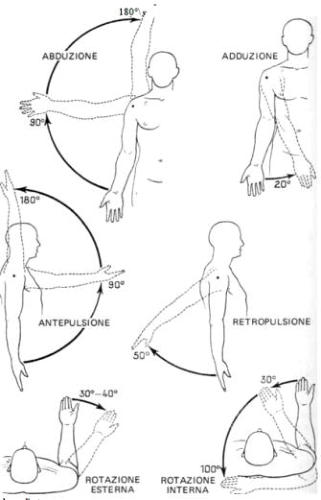 180°
ABDUZIONE
90°
ADDUZIONE
20°
180°
90°
ANTEPULSIONE
50°
RETROPULSIONE
30°-40°
ROTAZIONE
ESTERNA
30°
100°
ROTAZIONE
INTERNA